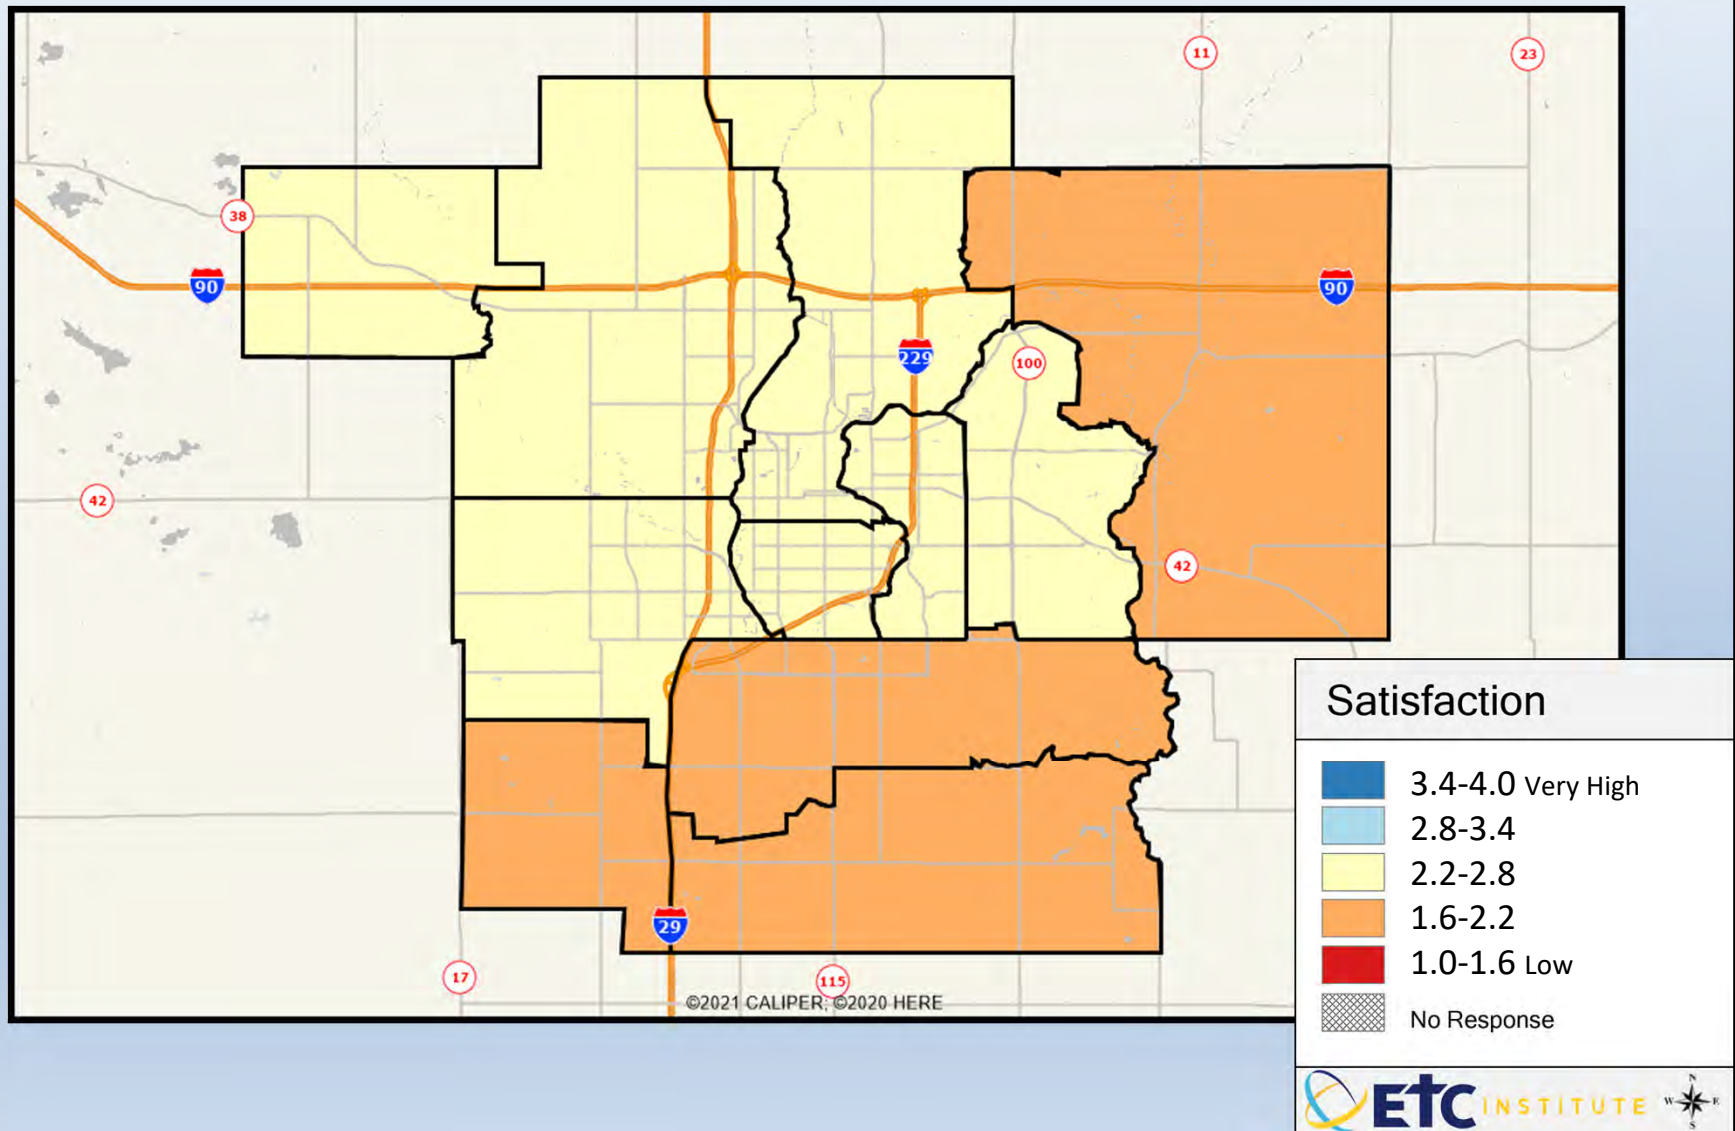 11
23
38
90
90
229
100
42
42
29
17
115
©2021 CALIPER; ©2020 HERE
Satisfaction
3.4-4.0 Very High
2.8-3.4
2.2-2.8
1.6-2.2
1.0-1.6 Low
No Response
N
W E
S
ETC INSTITUTE